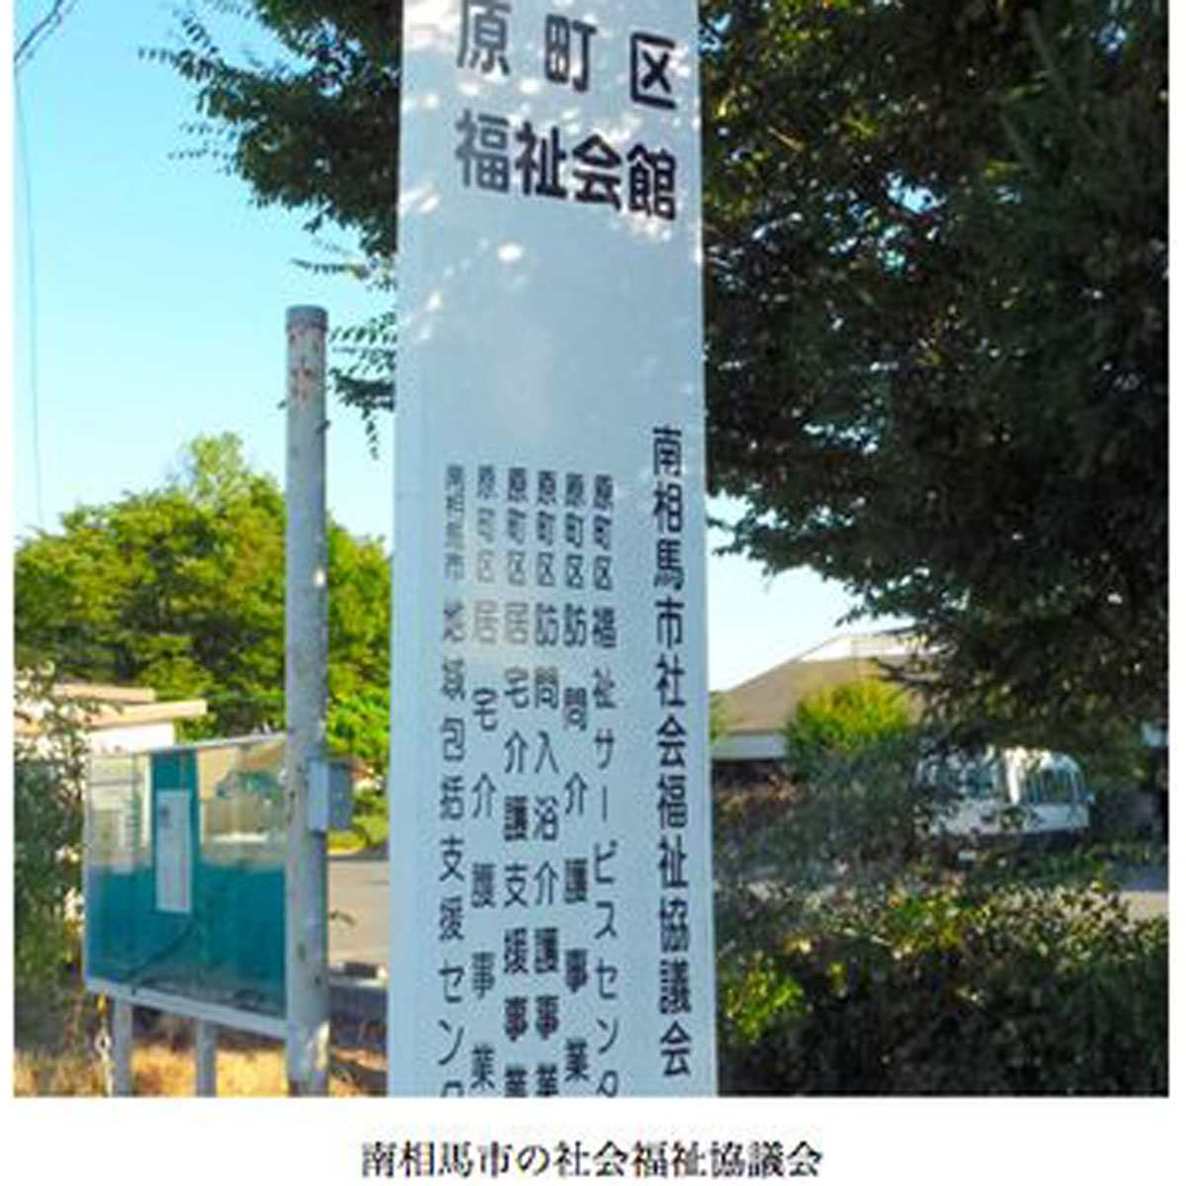 原町区
福祉会館
南相馬市社会福祉協議会
原町区福祉サービスセンタ
原町区訪問介護事業
原町区訪問入浴介護事業
原町区居宅介護支援事業
原町区居宅介護事業
南相馬市地域包括支援センタ
南相馬市の社会福祉協議会